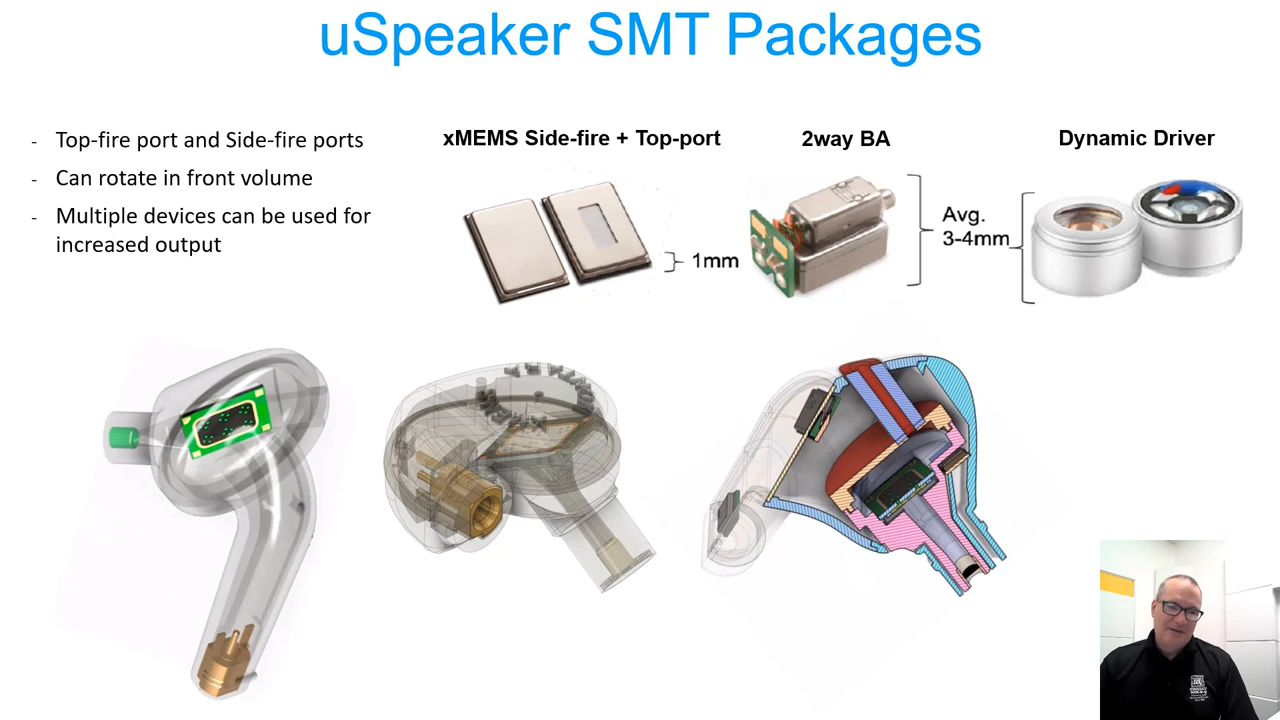 uSpeaker SMT Packages
- Top-fire port and Side-fire ports
- Can rotate in front volume
- Multiple devices can be used for
increased output
xMEMS Side-fire + Top-port
2way BA
Dynamic Driver
1mm
Avg.
3-4mm